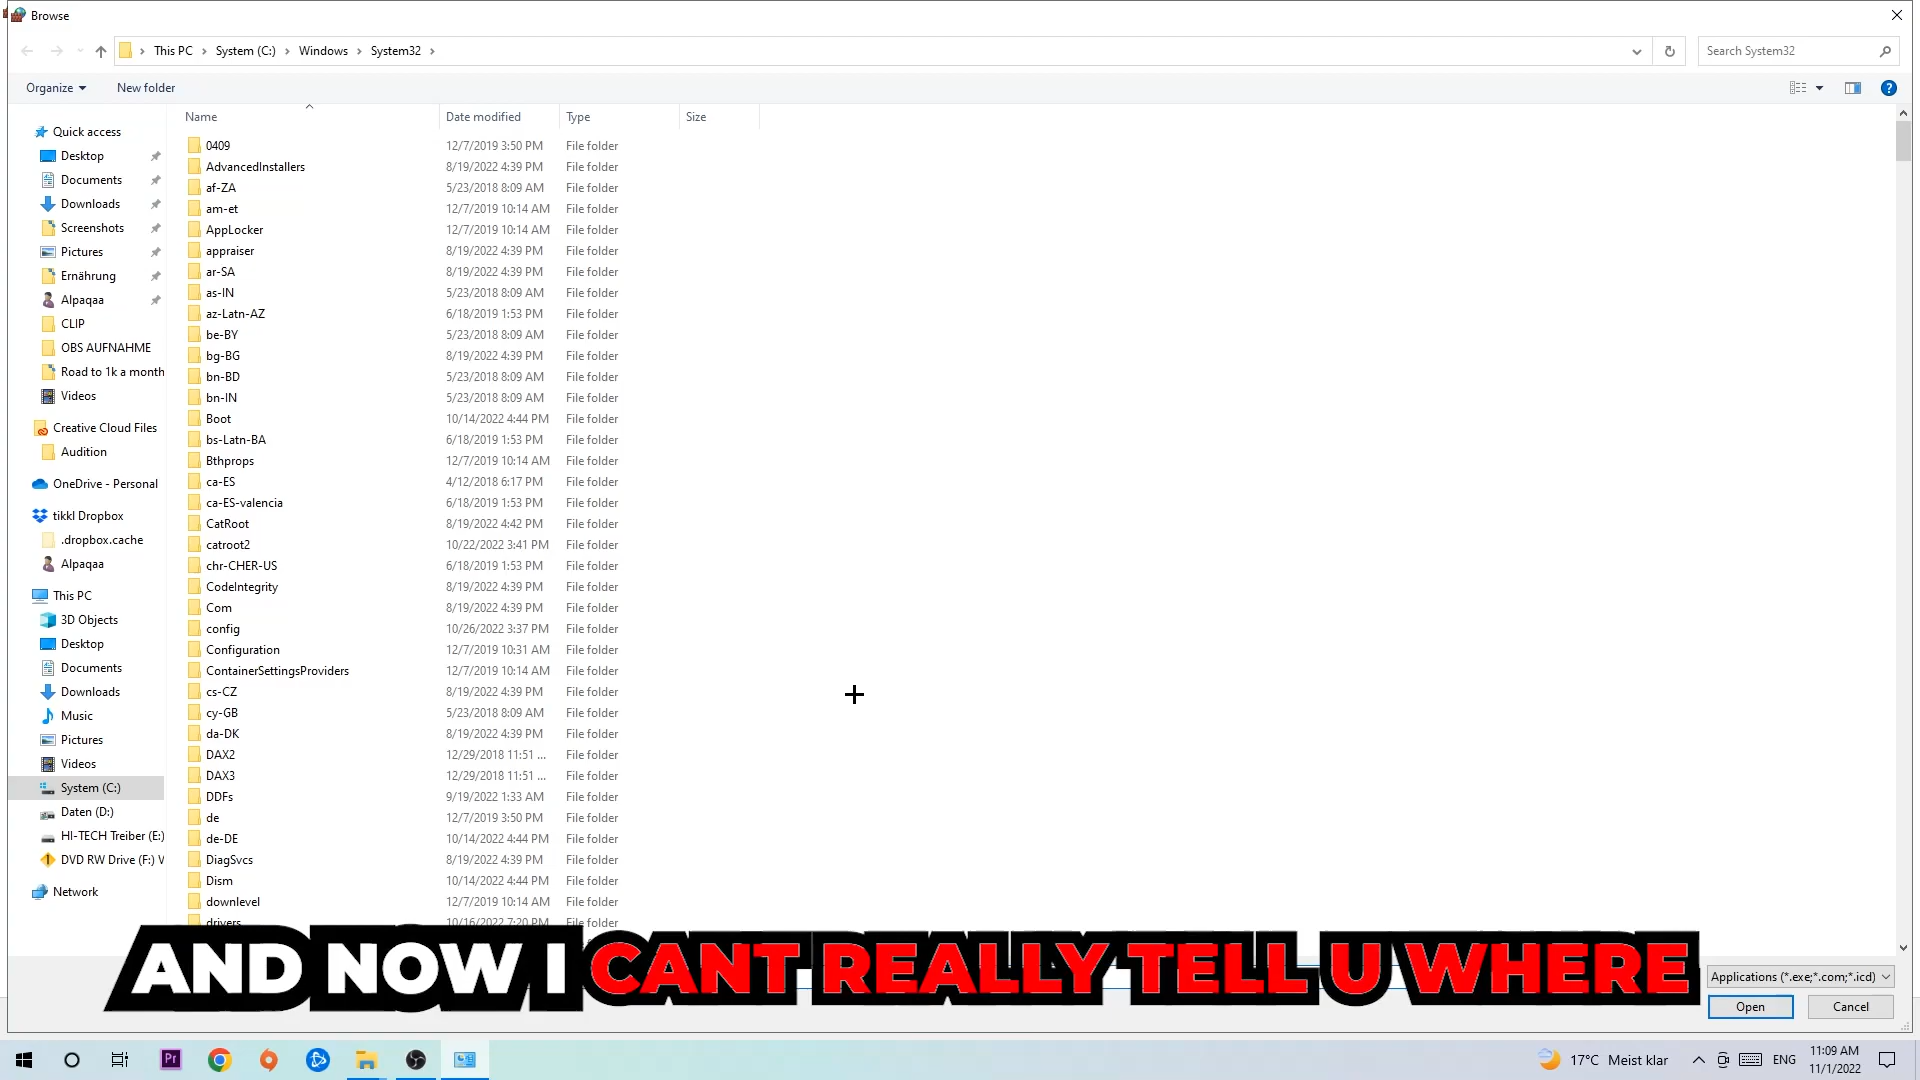 Browse
This PC
System (C:)
Windows
System32
Search System32
Organize
New folder
Name
Date modified
Type
Size
Quick access
Desktop
Documents
Downloads
Screenshots
Pictures
Ernährung
Alpaqaa
CLIP
OBS AUFNAHME
Road to 1k a month
Videos
Creative Cloud Files
Audition
OneDrive - Personal
tikkl Dropbox
.dropbox.cache
Alpaqaa
This PC
3D Objects
Desktop
Documents
Downloads
Music
Pictures
Videos
System (C:)
Daten (D:)
HI-TECH Treiber (E:)
DVD RW Drive (F:) V
Network
0409 12/7/2019 3:50 PM File folder
AdvancedInstallers 8/19/2022 4:39 PM File folder
af-ZA 5/23/2018 8:09 AM File folder
am-et 12/7/2019 10:14 AM File folder
AppLocker 12/7/2019 10:14 AM File folder
appraiser 8/19/2022 4:39 PM File folder
ar-SA 8/19/2022 4:39 PM File folder
as-IN 5/23/2018 8:09 AM File folder
az-Latn-AZ 6/18/2019 1:53 PM File folder
be-BY 5/23/2018 8:09 AM File folder
bg-BG 8/19/2022 4:39 PM File folder
bn-BD 5/23/2018 8:09 AM File folder
bn-IN 5/23/2018 8:09 AM File folder
Boot 10/14/2022 4:44 PM File folder
bs-Latn-BA 6/18/2019 1:53 PM File folder
Bthprops 12/7/2019 10:14 AM File folder
ca-ES 4/12/2018 6:17 PM File folder
ca-ES-valencia 6/18/2019 1:53 PM File folder
CatRoot 8/19/2022 4:42 PM File folder
catroot2 10/22/2022 3:41 PM File folder
chr-CHER-US 6/18/2019 1:53 PM File folder
CodeIntegrity 8/19/2022 4:39 PM File folder
Com 8/19/2022 4:39 PM File folder
config 10/26/2022 3:37 PM File folder
Configuration 12/7/2019 10:31 AM File folder
ContainerSettingsProviders 12/7/2019 10:14 AM File folder
cs-CZ 8/19/2022 4:39 PM File folder
cy-GB 5/23/2018 8:09 AM File folder
da-DK 8/19/2022 4:39 PM File folder
DAX2 12/29/2018 11:51 ... File folder
DAX3 12/29/2018 11:51 ... File folder
DDFs 9/19/2022 1:33 AM File folder
de 12/7/2019 3:50 PM File folder
de-DE 10/14/2022 4:44 PM File folder
DiagSvcs 8/19/2022 4:39 PM File folder
Dism 10/14/2022 4:44 PM File folder
downlevel 12/7/2019 10:14 AM File folder
drivers 10/16/2022 7:20 PM File folder
AND NOW I CANT REALLY TELL U WHERE
Applications (*.exe;*.com;*.icd)
Open
Cancel
Pr
17°C Meist klar
ENG
11:09 AM
11/1/2022